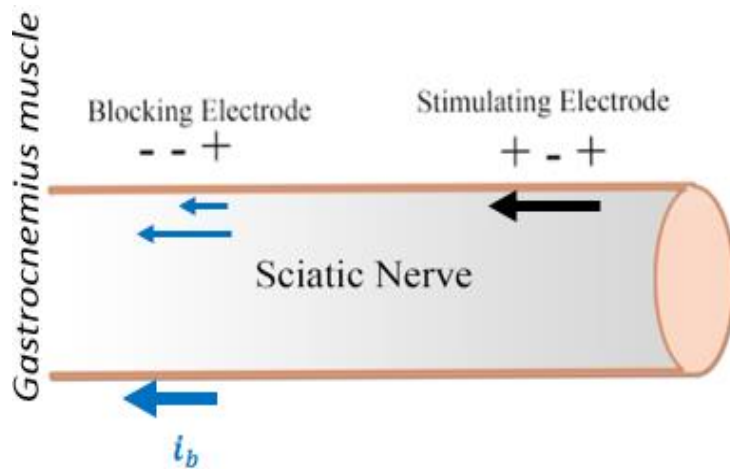 Gastrocnemius muscle
Blocking Electrode
- - +
Stimulating Electrode
+ - +
Sciatic Nerve
i_b